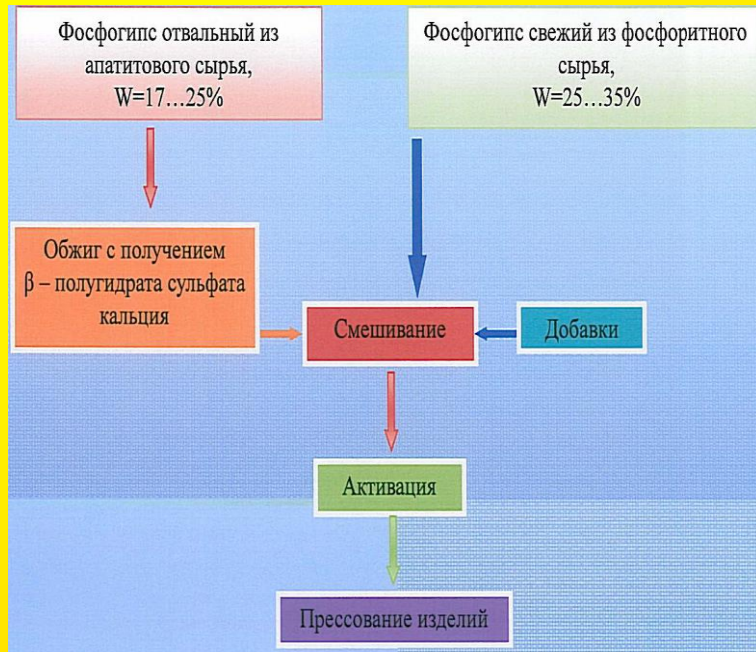 Фосфогипс отвальный из
апатитового сырья,
W=17...25%
Фосфогипс свежий из фосфоритного
сырья,
W=25...35%
Обжиг с получением
β – полугидрата сульфата
кальция
Смешивание
Добавки
Активация
Прессование изделий